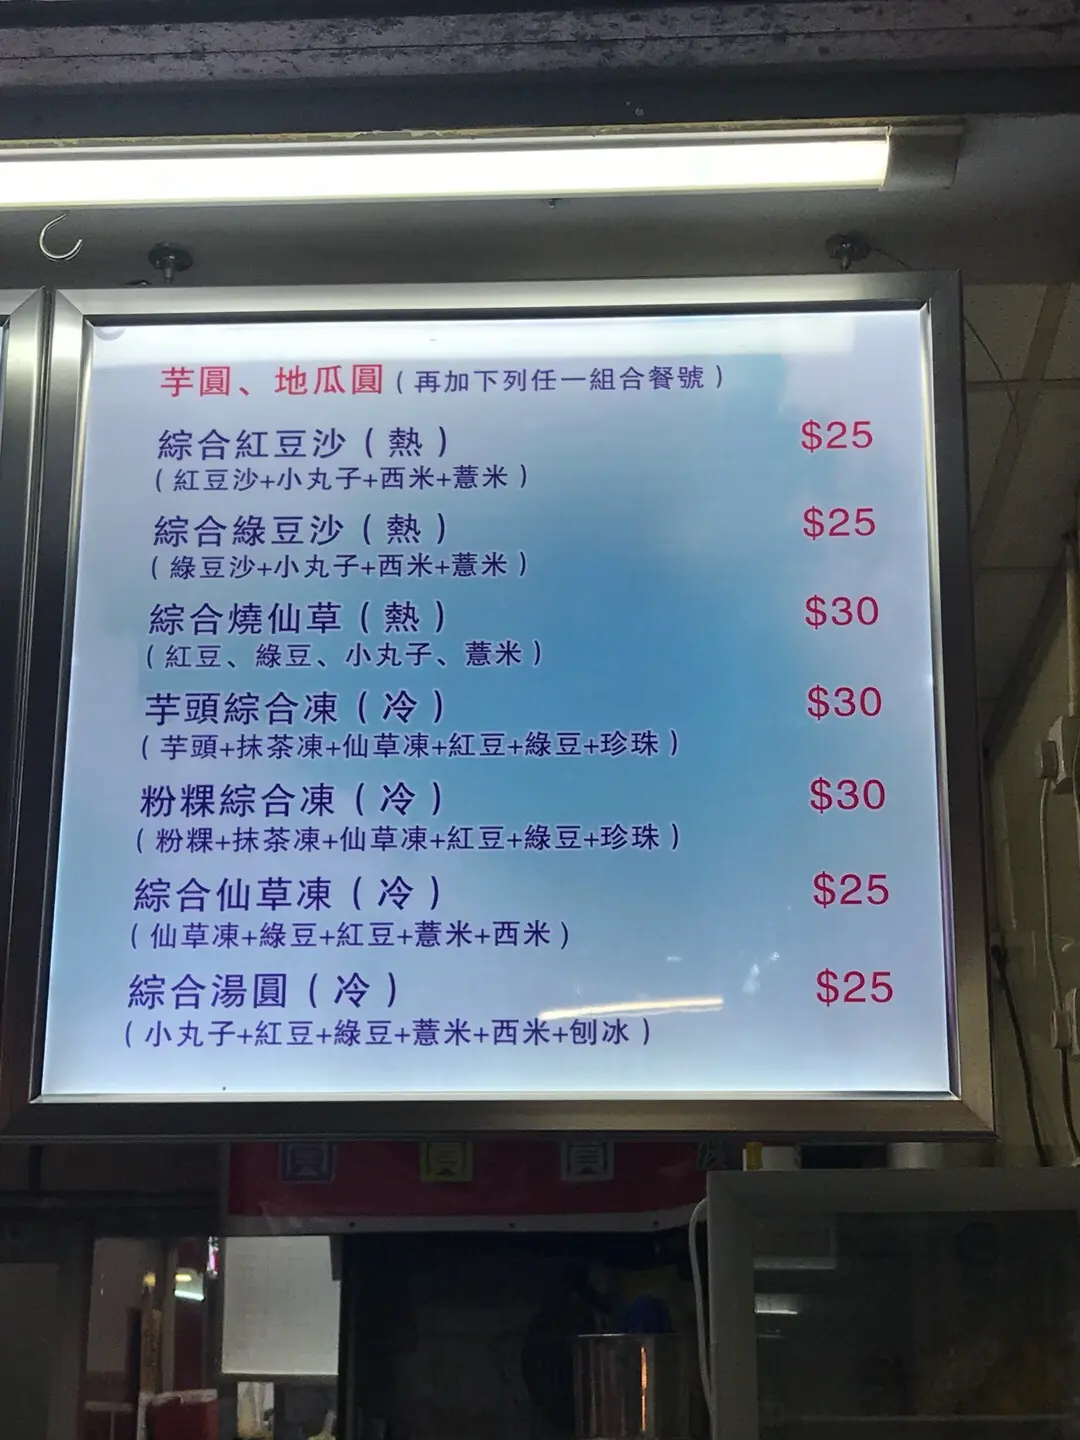 芋圓、地瓜圓(再加下列任一組合餐號)
綜合紅豆沙(熱) $25
(紅豆沙+小丸子+西米+薏米)
綜合綠豆沙(熱) $25
(綠豆沙+小丸子+西米+薏米)
綜合燒仙草(熱) $30
(紅豆、綠豆、小丸子、薏米)
芋頭綜合凍(冷) $30
(芋頭+抹茶凍+仙草凍+紅豆+綠豆+珍珠)
粉粿綜合凍(冷) $30
(粉粿+抹茶凍+仙草凍+紅豆+綠豆+珍珠)
綜合仙草凍(冷) $25
(仙草凍+綠豆+紅豆+薏米+西米)
綜合湯圓(冷) $25
(小丸子+紅豆+綠豆+薏米+西米+刨冰)
圓 圓 圓